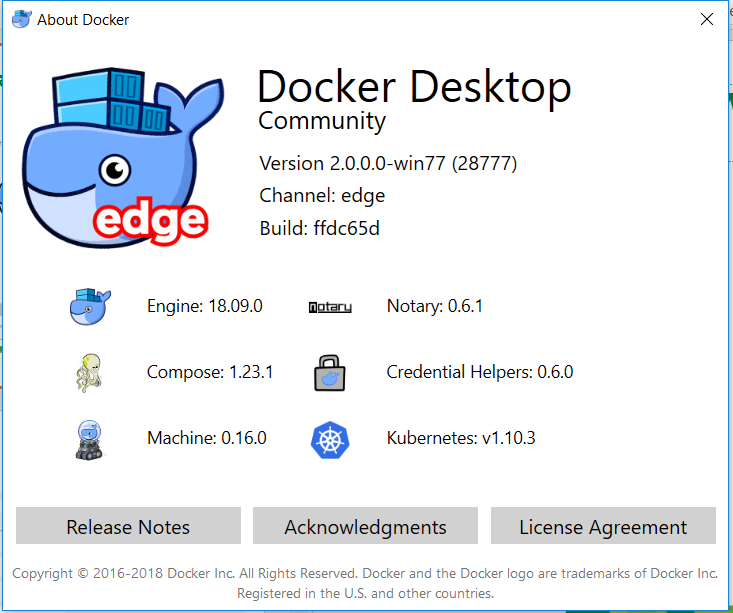 About Docker
Docker Desktop
Community
Version 2.0.0.0-win77 (28777)
Channel: edge
Build: ffdc65d
edge
Engine: 18.09.0
notary
Notary: 0.6.1
Compose: 1.23.1
Credential Helpers: 0.6.0
Machine: 0.16.0
Kubernetes: v1.10.3
Release Notes
Acknowledgments
License Agreement
Copyright © 2016-2018 Docker Inc. All Rights Reserved. Docker and the Docker logo are trademarks of Docker Inc.
Registered in the U.S. and other countries.